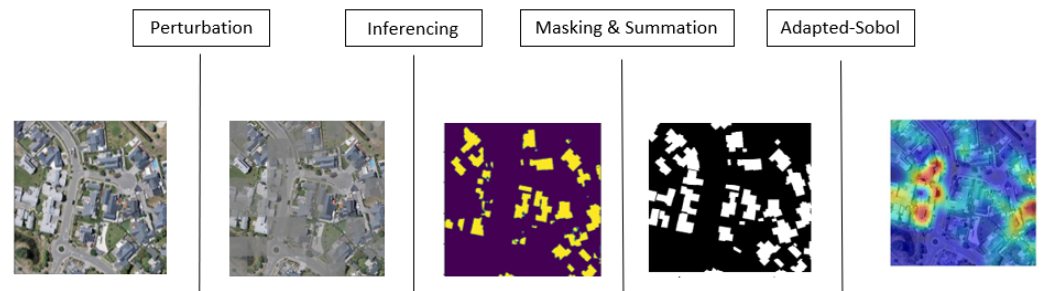 Perturbation
Inferencing
Masking & Summation
Adapted-Sobol